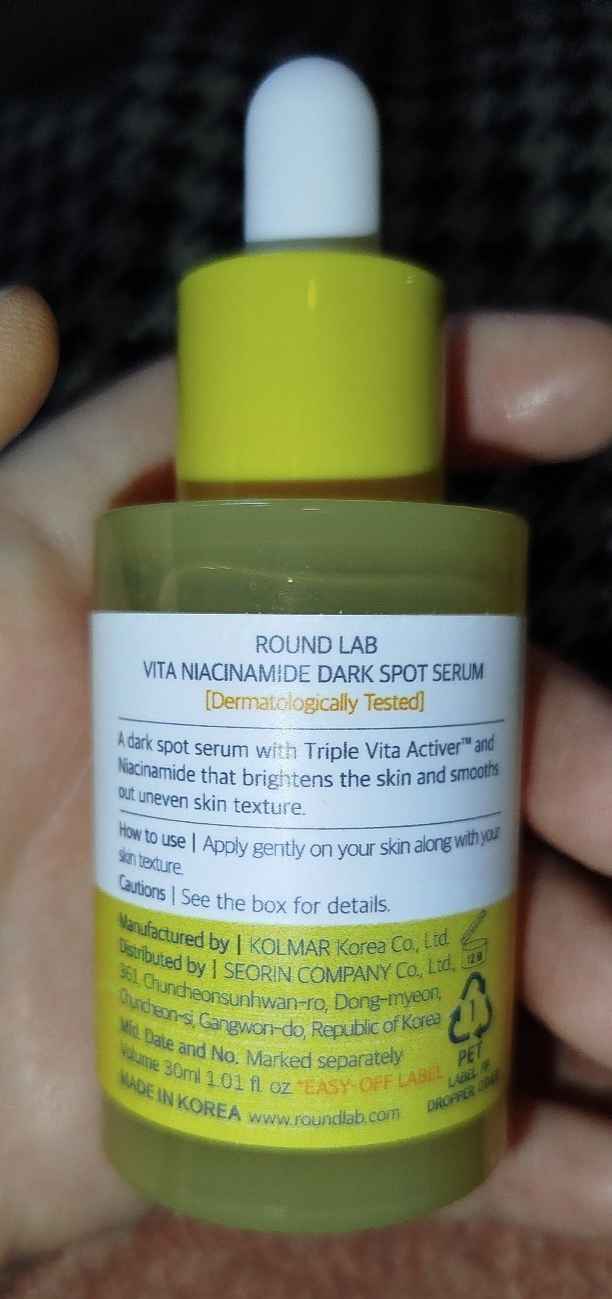 ROUND LAB
VITA NIACINAMIDE DARK SPOT SERUM
[Dermatologically Tested]
A dark spot serum with Triple Vita Activer™ and
Niacinamide that brightens the skin and smooths
out uneven skin texture.
How to use | Apply gently on your skin along with your
skin texture.
Cautions | See the box for details.
Manufactured by | KOLMAR Korea Co., Ltd.
Distributed by | SEORIN COMPANY Co., Ltd.
361, Chuncheonsunhwan-ro, Dong-myeon,
Chuncheon-si, Gangwon-do, Republic of Korea
Mfd. Date and No. Marked separately
Volume 30ml 1.01 fl. oz. *EASY-OFF LABEL
MADE IN KOREA www.roundlab.com
12M
1
PET
LABEL: PP
DROPPER: